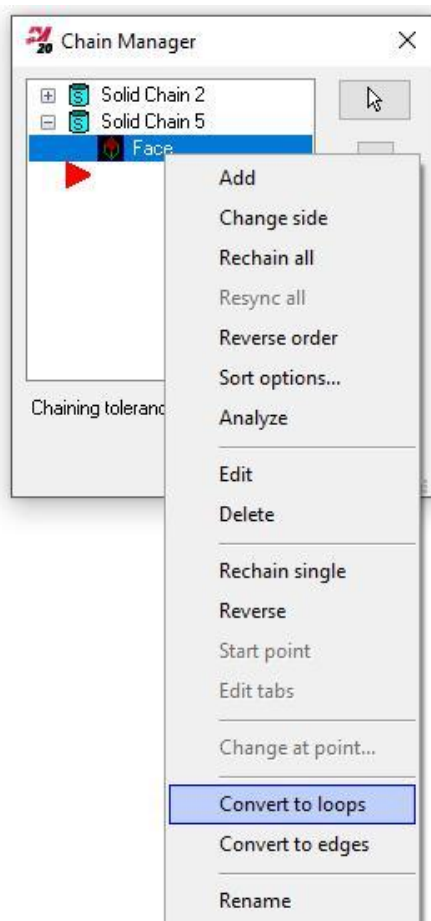 20
Chain Manager
Solid Chain 2
Solid Chain 5
Face
Add
Change side
Rechain all
Resync all
Reverse order
Sort options...
Analyze
Chaining toleranc
Edit
Delete
Rechain single
Reverse
Start point
Edit tabs
Change at point...
Convert to loops
Convert to edges
Rename